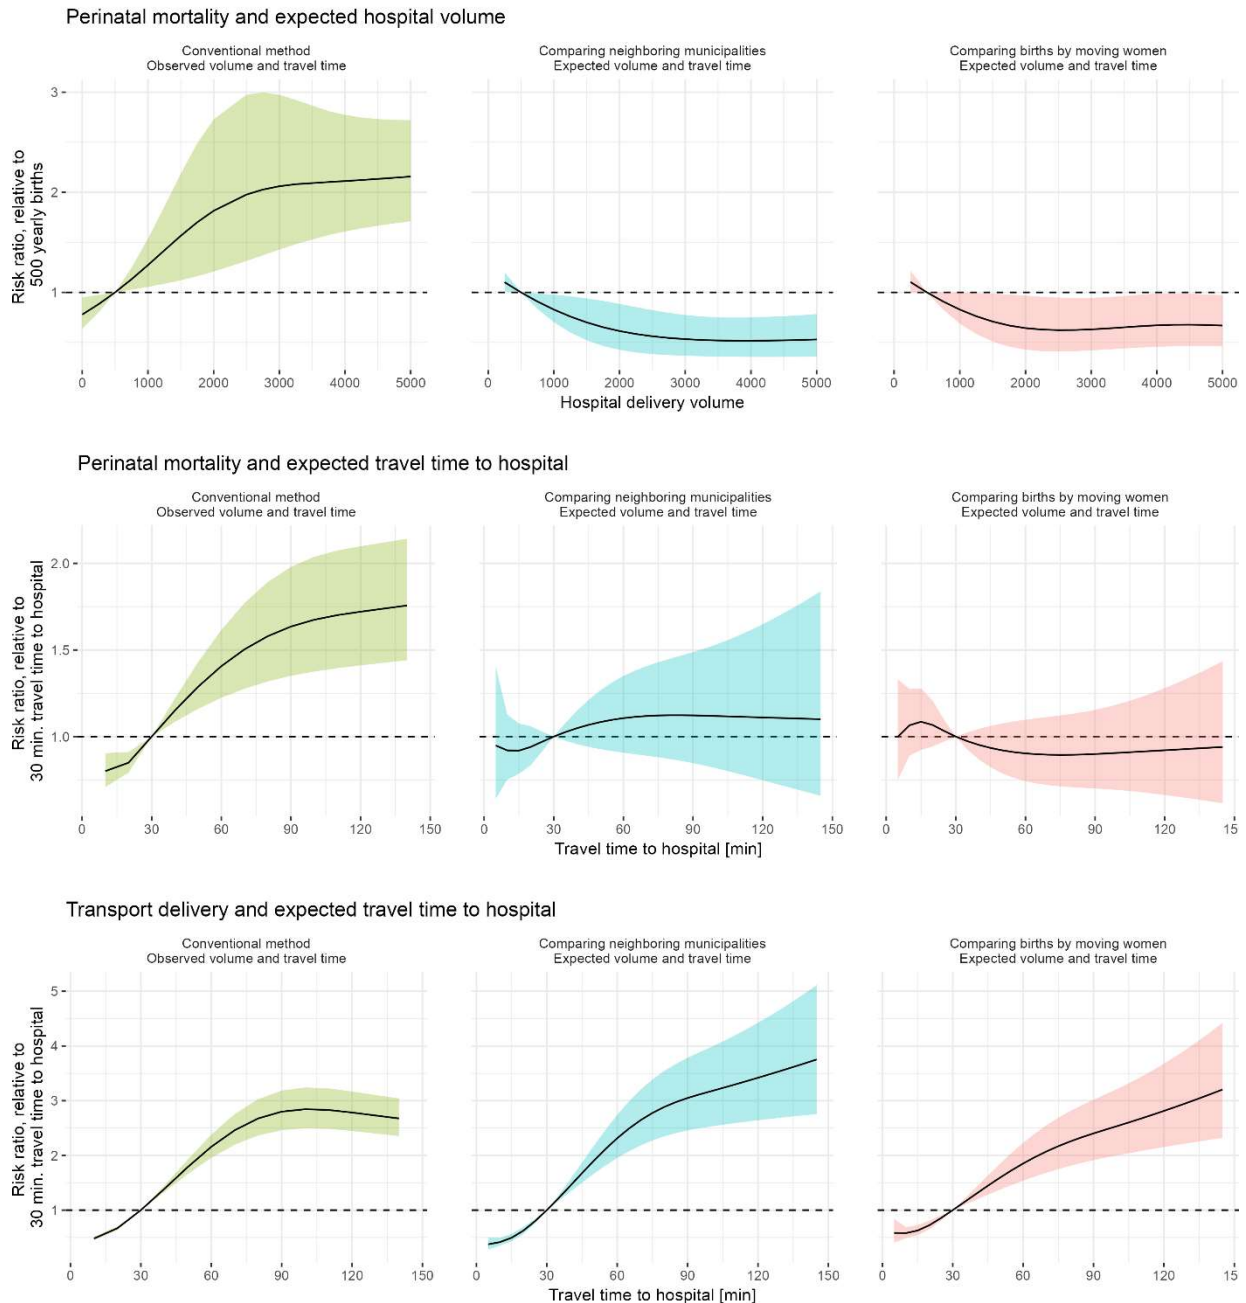 Perinatal mortality and expected hospital volume
Conventional method
Observed volume and travel time
Comparing neighboring municipalities
Expected volume and travel time
Comparing births by moving women
Expected volume and travel time
Risk ratio, relative to
500 yearly births
3
2
1
0 1000 2000 3000 4000 5000
0 1000 2000 3000 4000 5000
0 1000 2000 3000 4000 5000
Hospital delivery volume
Perinatal mortality and expected travel time to hospital
Conventional method
Observed volume and travel time
Comparing neighboring municipalities
Expected volume and travel time
Comparing births by moving women
Expected volume and travel time
Risk ratio, relative to
30 min. travel time to hospital
2.0
1.5
1.0
0 30 60 90 120 150
0 30 60 90 120 150
0 30 60 90 120 15
Travel time to hospital [min]
Transport delivery and expected travel time to hospital
Conventional method
Observed volume and travel time
Comparing neighboring municipalities
Expected volume and travel time
Comparing births by moving women
Expected volume and travel time
Risk ratio, relative to
30 min. travel time to hospital
5
4
3
2
1
0 30 60 90 120 150
0 30 60 90 120 150
0 30 60 90 120 150
Travel time to hospital [min]